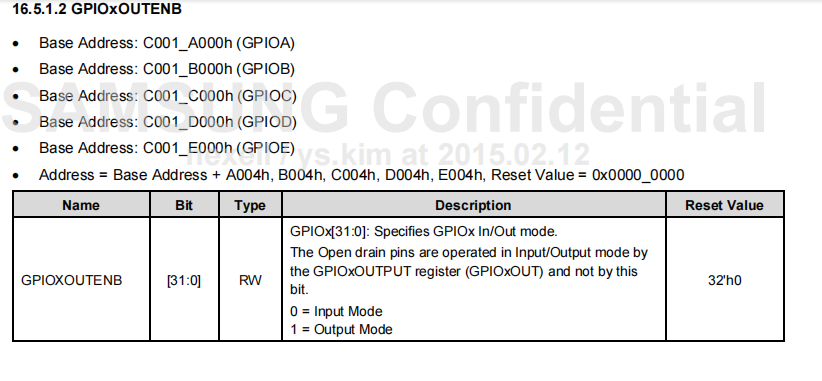 16.5.1.2 GPIOxOUTENB
• Base Address: C001_A000h (GPIOA)
• Base Address: C001_B000h (GPIOB)
• Base Address: C001_C000h (GPIOC)
SAMSUNG Confidential
• Base Address: C001_D000h (GPIOD)
• Base Address: C001_E000h (GPIOE)
nexell / ys.kim at 2015.02.12
• Address = Base Address + A004h, B004h, C004h, D004h, E004h, Reset Value = 0x0000_0000
Name Bit Type Description Reset Value
GPIOXOUTENB [31:0] RW
GPIOx[31:0]: Specifies GPIOx In/Out mode.
The Open drain pins are operated in Input/Output mode by
the GPIOxOUTPUT register (GPIOxOUT) and not by this
bit.
0 = Input Mode
1 = Output Mode
32'h0